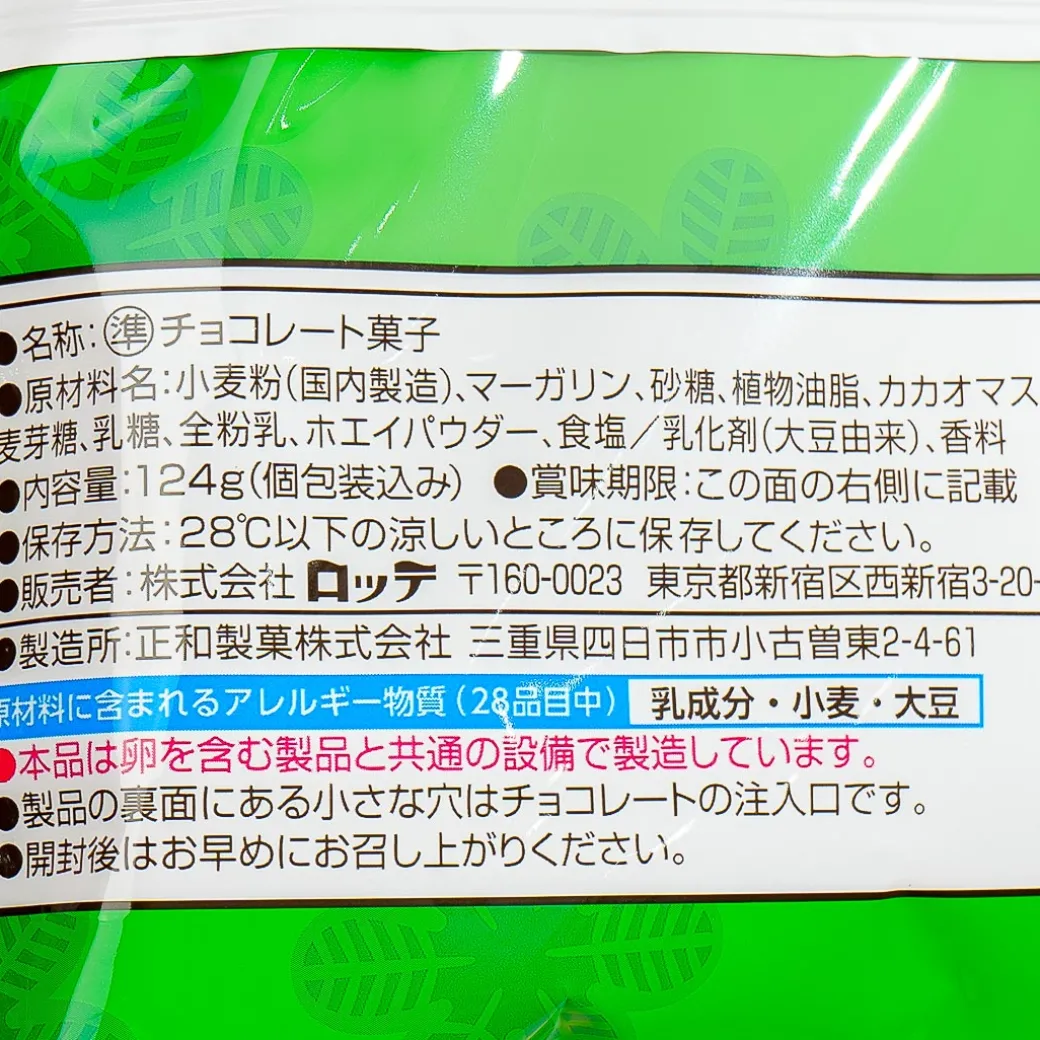 ●名称:㊝チョコレート菓子
●原材料名:小麦粉(国内製造)、マーガリン、砂糖、植物油脂、カカオマス
麦芽糖、乳糖、全粉乳、ホエイパウダー、食塩/乳化剤(大豆由来)、香料
●内容量:124g(個包装込み) ●賞味期限:この面の右側に記載
●保存方法:28℃以下の涼しいところに保存してください。
●販売者:株式会社 ロッテ 〒160-0023 東京都新宿区西新宿3-20-
●製造所:正和製菓株式会社 三重県四日市市小古曽東2-4-61
原材料に含まれるアレルギー物質(28品目中) 乳成分・小麦・大豆
●本品は卵を含む製品と共通の設備で製造しています。
●製品の裏面にある小さな穴はチョコレートの注入口です。
●開封後はお早めにお召し上がりください。